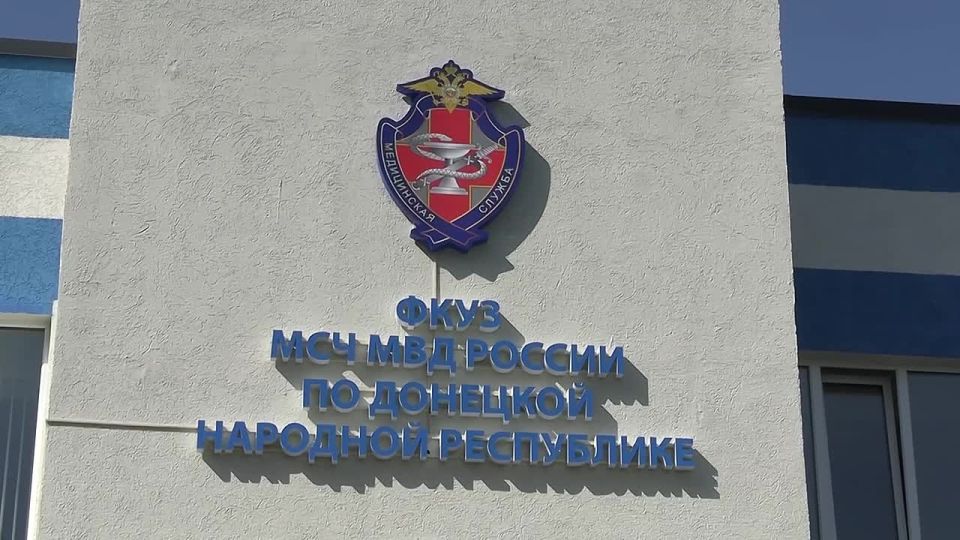 МЕДИЦИНСКАЯ СЛУЖБА
ФКУЗ
МСЧ МВД РОССИИ
ПО ДОНЕЦКОЙ
НАРОДНОЙ РЕСПУБЛИКЕ